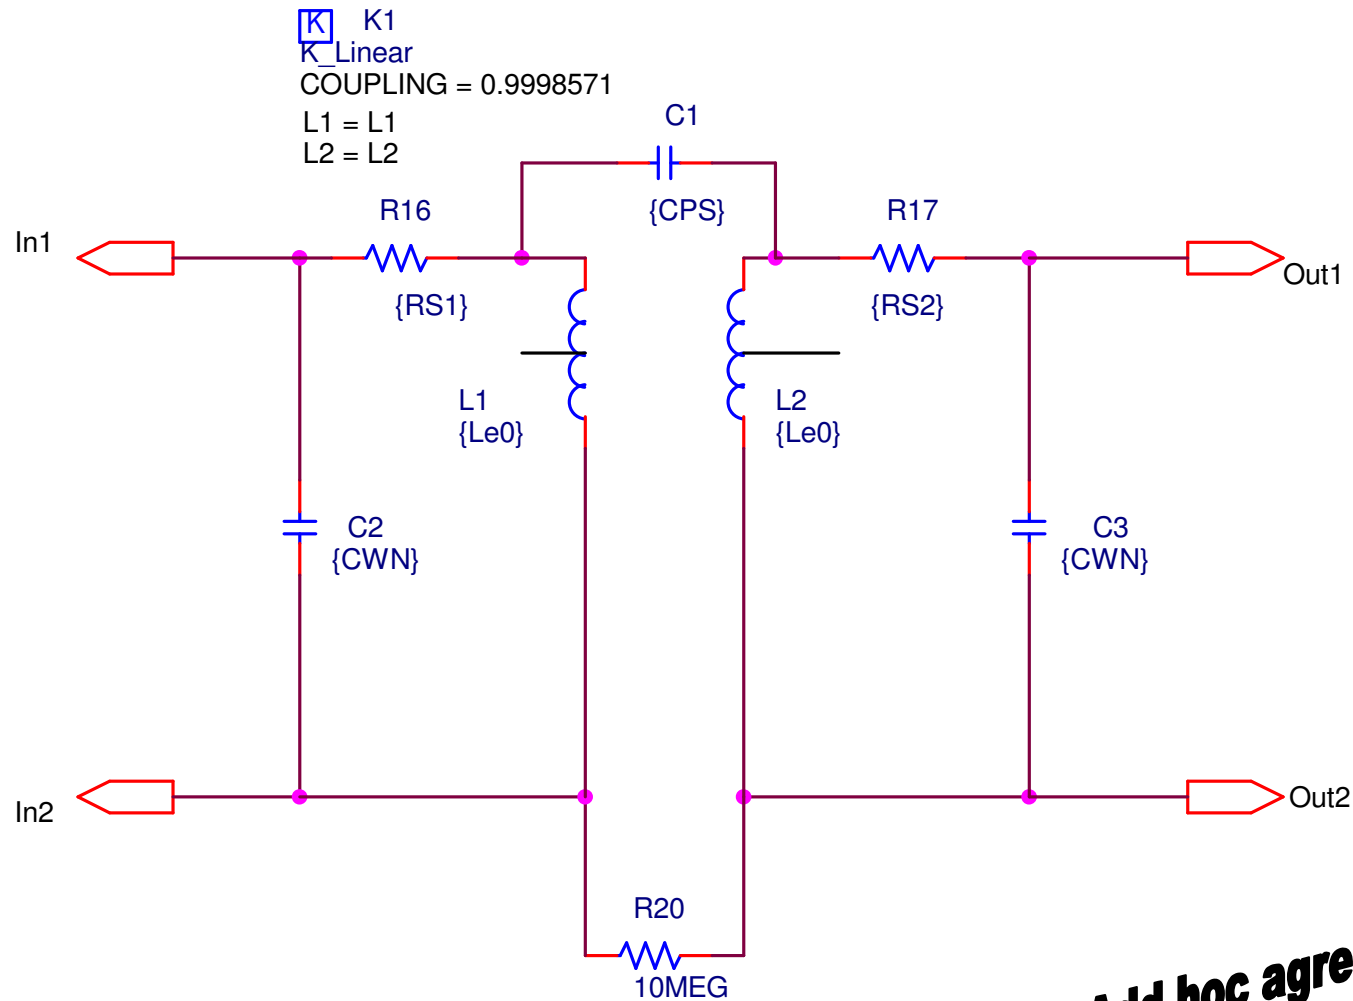 K K1
K_Linear
COUPLING = 0.9998571
L1 = L1
L2 = L2
C1
{CPS}
R16
R17
In1
{RS1}
{RS2}
Out1
L1
{Le0}
L2
{Le0}
C2
{CWN}
C3
{CWN}
In2
Out2
R20
10MEG
hoc agre